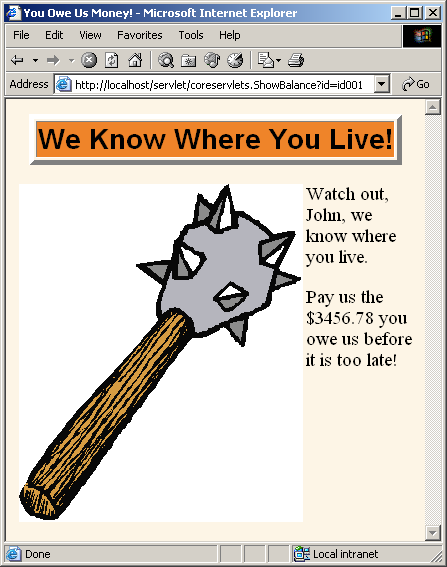 You Owe Us Money! - Microsoft Internet Explorer
File Edit View Favorites Tools Help
Back
Address http://localhost/servlet/coreservlets.ShowBalance?id=id001 Go
We Know Where You Live!
Watch out,
John, we
know where
you live.
Pay us the
$3456.78 you
owe us before
it is too late!
Done Local intranet